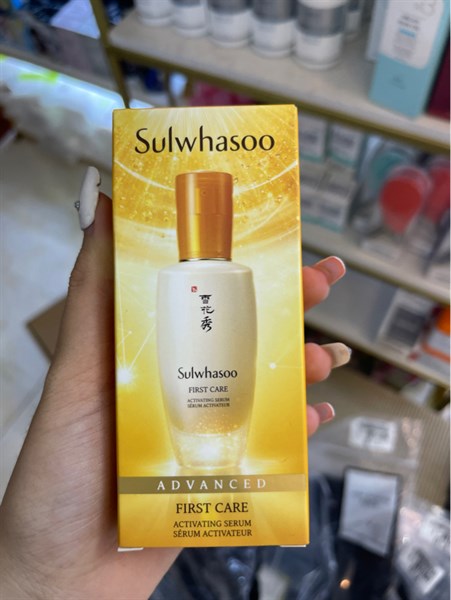 Sulwhasoo
雪
花
秀
Sulwhasoo
FIRST CARE
ACTIVATING SERUM
SÉRUM ACTIVATEUR
ADVANCED
FIRST CARE
ACTIVATING SERUM
SÉRUM ACTIVATEUR